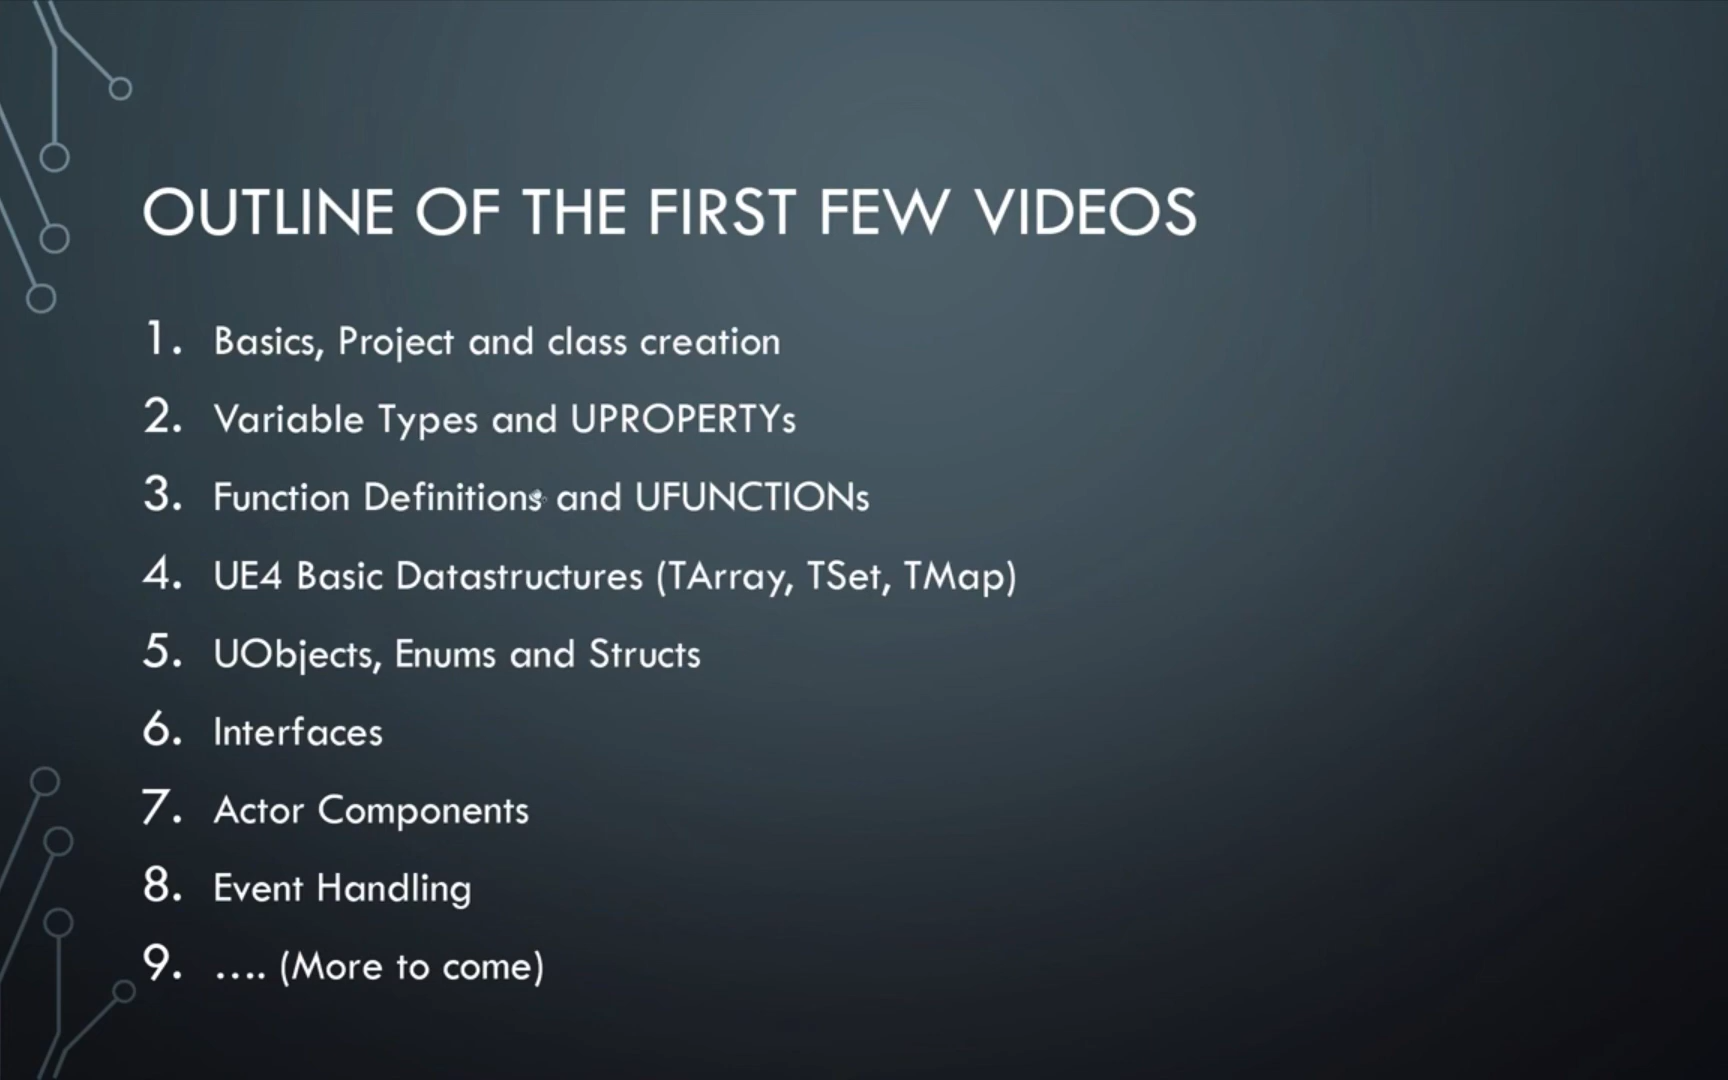 OUTLINE OF THE FIRST FEW VIDEOS
1. Basics, Project and class creation
2. Variable Types and UPROPERTYs
3. Function Definitions and UFUNCTIONs
4. UE4 Basic Datastructures (TArray, TSet, TMap)
5. UObjects, Enums and Structs
6. Interfaces
7. Actor Components
8. Event Handling
9. .... (More to come)